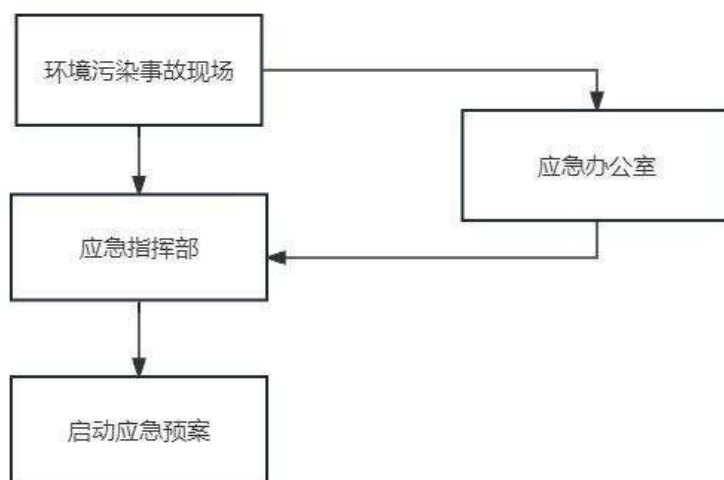 环境污染事故现场
应急办公室
应急指挥部
启动应急预案